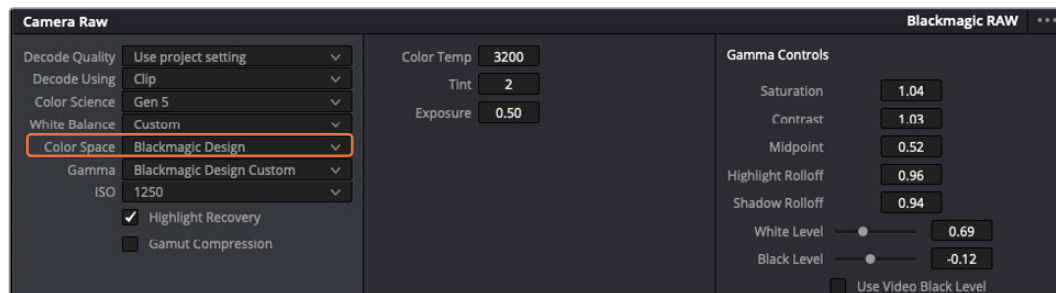 Camera Raw
Blackmagic RAW
Decode Quality Use project setting
Decode Using Clip
Color Science Gen 5
White Balance Custom
Color Space Blackmagic Design
Gamma Blackmagic Design Custom
ISO 1250
Highlight Recovery
Gamut Compression
Color Temp 3200
Tint 2
Exposure 0.50
Gamma Controls
Saturation 1.04
Contrast 1.03
Midpoint 0.52
Highlight Rolloff 0.96
Shadow Rolloff 0.94
White Level 0.69
Black Level -0.12
Use Video Black Level